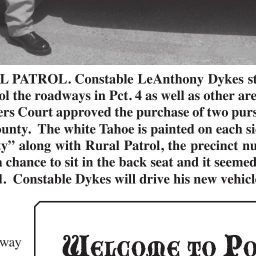 L PATROL. Constable LeAnthony Dykes st
ol the roadways in Pct. 4 as well as other are
ers Court approved the purchase of two purs
ounty. The white Tahoe is painted on each si
ty” along with Rural Patrol, the precinct nu
a chance to sit in the back seat and it seemed
l. Constable Dykes will drive his new vehicl
way
WELCOME TO PO